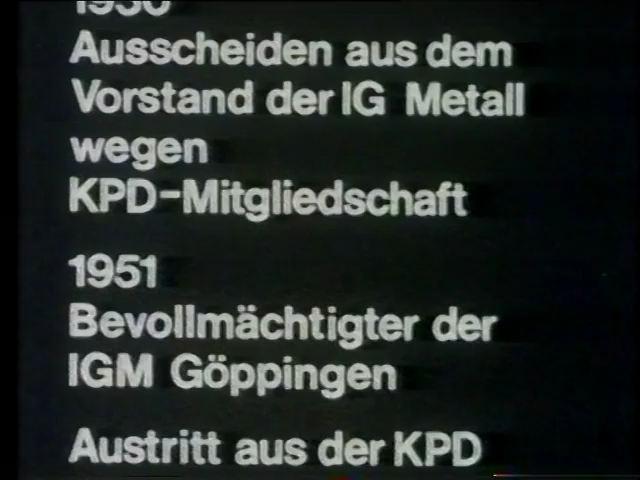 1950
Ausscheiden aus dem
Vorstand der IG Metall
wegen
KPD-Mitgliedschaft
1951
Bevollmächtigter der
IGM Göppingen
Austritt aus der KPD